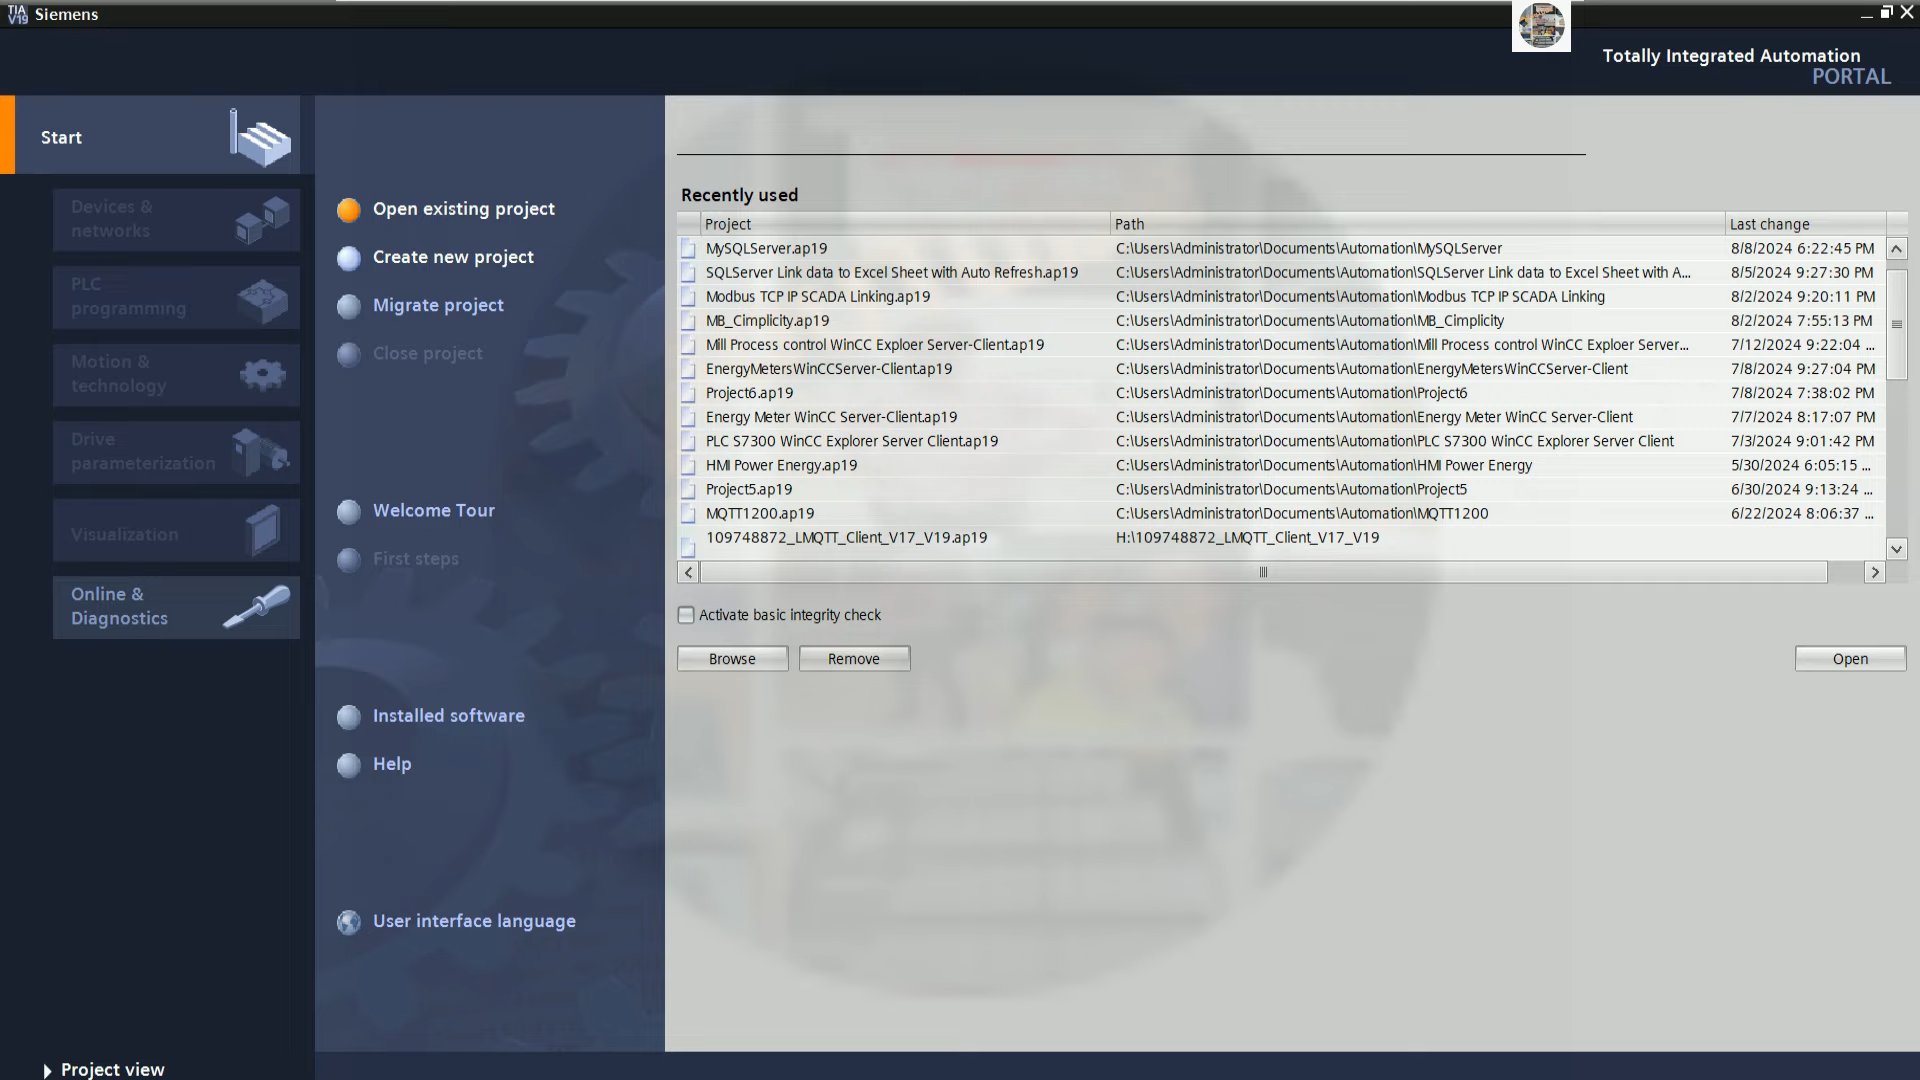 TIA
V19
Siemens
Totally Integrated Automation
PORTAL
Start
Devices &
networks
PLC
programming
Motion &
technology
Drive
parameterization
Visualization
Online &
Diagnostics
Open existing project
Create new project
Migrate project
Close project
Welcome Tour
First steps
Installed software
Help
User interface language
Recently used
Project Path Last change
MySQLServer.ap19 C:\Users\Administrator\Documents\Automation\MySQLServer 8/8/2024 6:22:45 PM
SQLServer Link data to Excel Sheet with Auto Refresh.ap19 C:\Users\Administrator\Documents\Automation\SQLServer Link data to Excel Sheet with A... 8/5/2024 9:27:30 PM
Modbus TCP IP SCADA Linking.ap19 C:\Users\Administrator\Documents\Automation\Modbus TCP IP SCADA Linking 8/2/2024 9:20:11 PM
MB_Cimplicity.ap19 C:\Users\Administrator\Documents\Automation\MB_Cimplicity 8/2/2024 7:55:13 PM
Mill Process control WinCC Exploer Server-Client.ap19 C:\Users\Administrator\Documents\Automation\Mill Process control WinCC Exploer Server... 7/12/2024 9:22:04 ...
EnergyMetersWinCCServer-Client.ap19 C:\Users\Administrator\Documents\Automation\EnergyMetersWinCCServer-Client 7/8/2024 9:27:04 PM
Project6.ap19 C:\Users\Administrator\Documents\Automation\Project6 7/8/2024 7:38:02 PM
Energy Meter WinCC Server-Client.ap19 C:\Users\Administrator\Documents\Automation\Energy Meter WinCC Server-Client 7/7/2024 8:17:07 PM
PLC S7300 WinCC Explorer Server Client.ap19 C:\Users\Administrator\Documents\Automation\PLC S7300 WinCC Explorer Server Client 7/3/2024 9:01:42 PM
HMI Power Energy.ap19 C:\Users\Administrator\Documents\Automation\HMI Power Energy 5/30/2024 6:05:15 ...
Project5.ap19 C:\Users\Administrator\Documents\Automation\Project5 6/30/2024 9:13:24 ...
MQTT1200.ap19 C:\Users\Administrator\Documents\Automation\MQTT1200 6/22/2024 8:06:37 ...
109748872_LMQTT_Client_V17_V19.ap19 H:\109748872_LMQTT_Client_V17_V19
Activate basic integrity check
Browse Remove Open
Project view